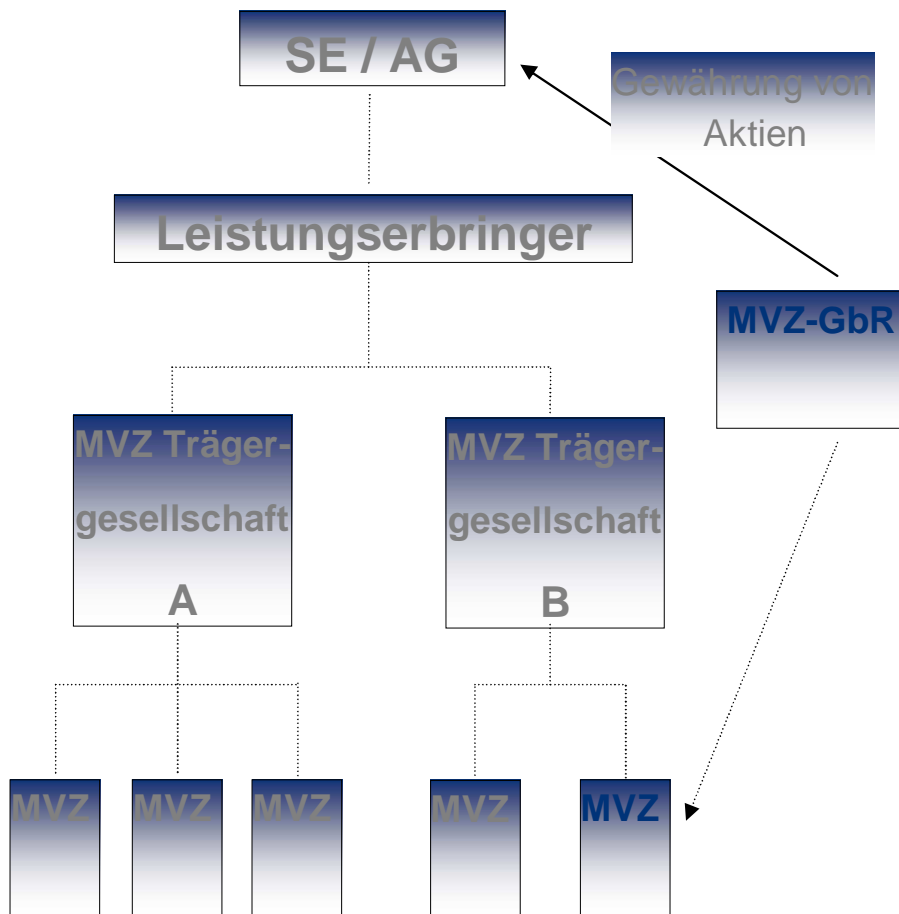 SE / AG
Gewährung von
Aktien
Leistungserbringer
MVZ-GbR
MVZ Träger-
gesellschaft
A
MVZ Träger-
gesellschaft
B
MVZ
MVZ
MVZ
MVZ
MVZ